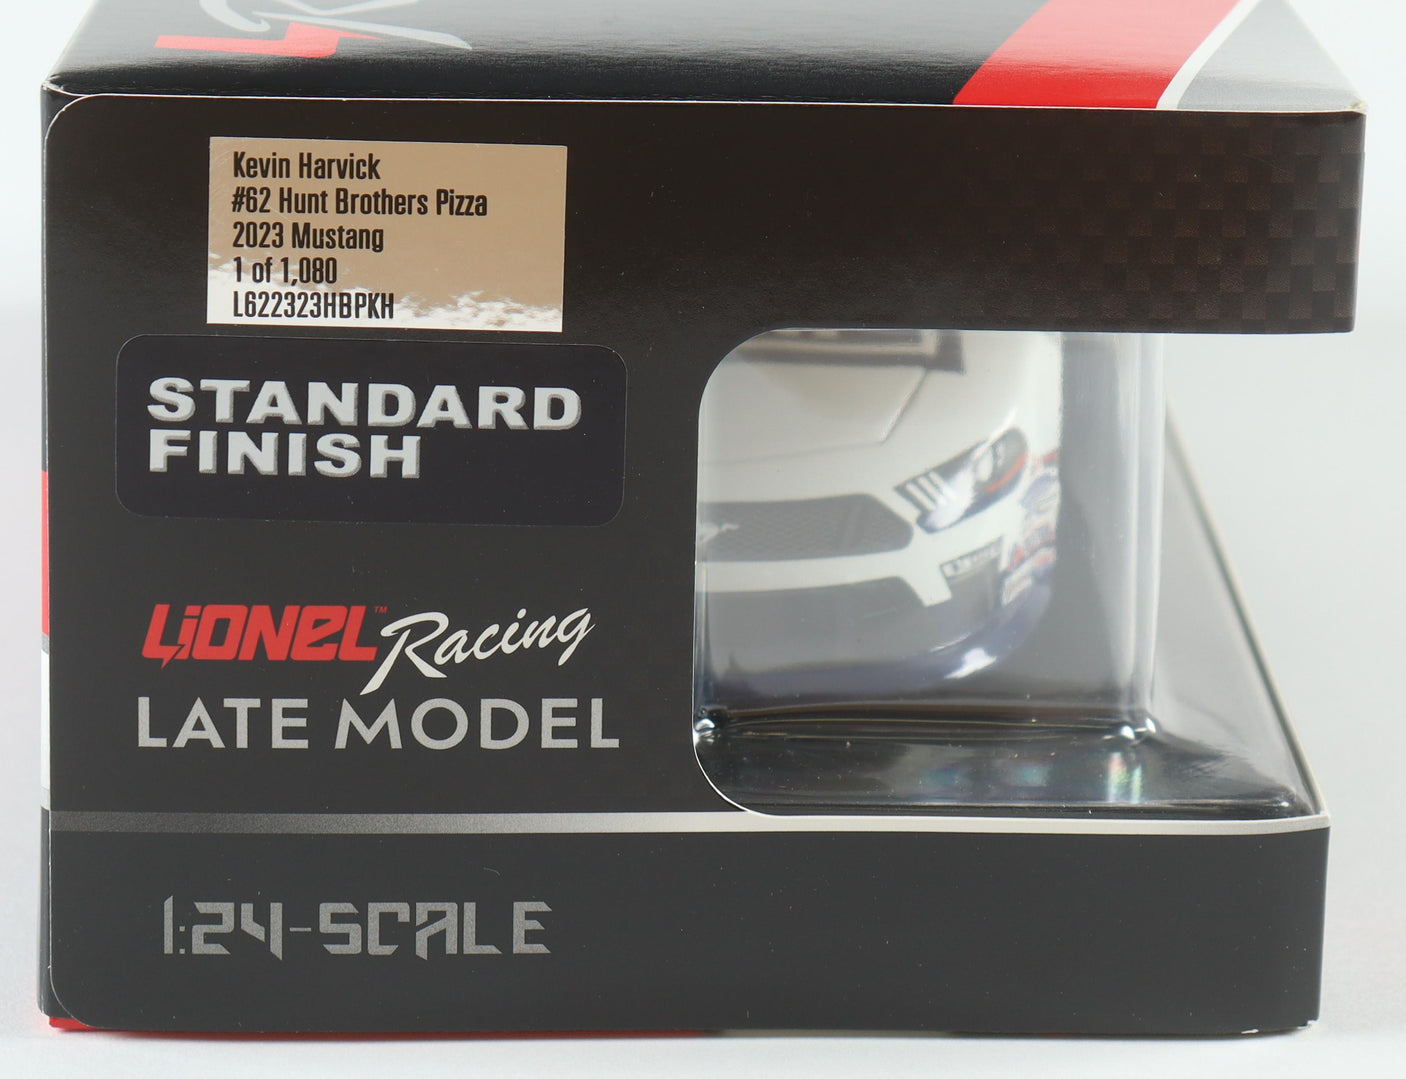 Kevin Harvick
#62 Hunt Brothers Pizza
2023 Mustang
1 of 1,080
L622323HBPKH
STANDARD
FINISH
LIONEL™ Racing
LATE MODEL
1:24-SCALE